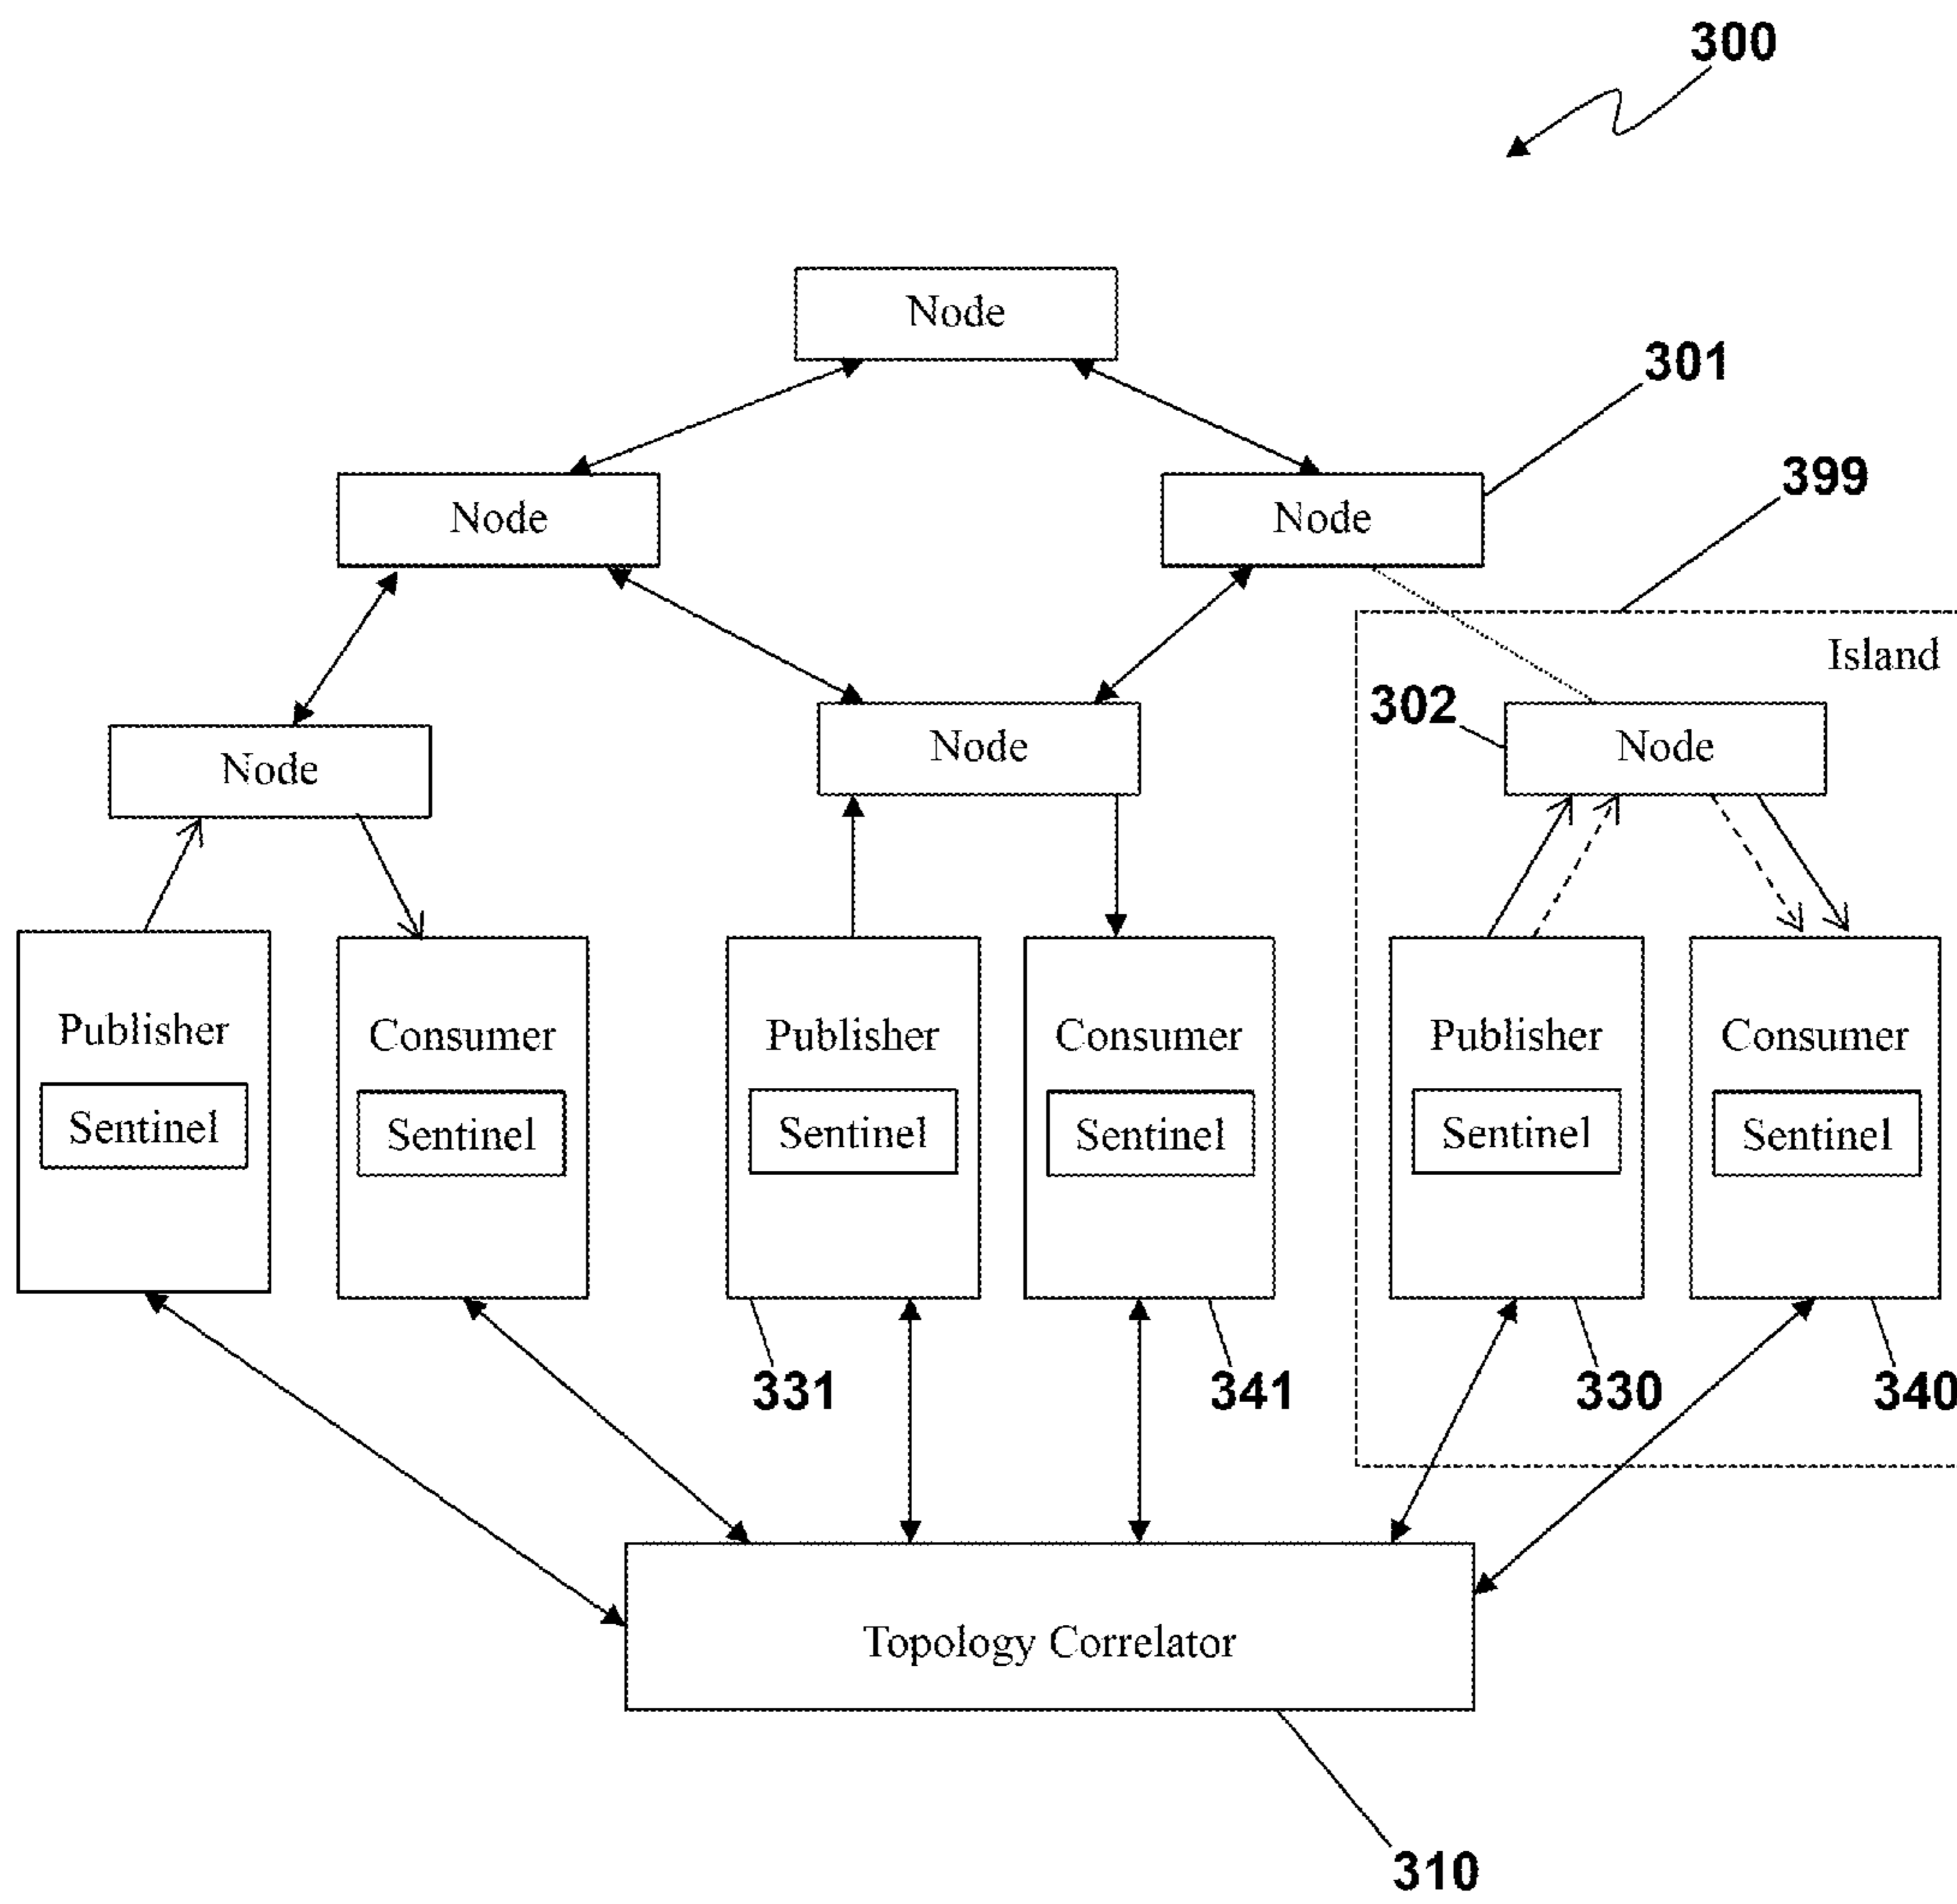 300
Node
301
Node
Node
399
Island
302
Node
Node
Node
Publisher
Consumer
Publisher
Consumer
Publisher
Consumer
Sentinel
Sentinel
Sentinel
Sentinel
Sentinel
Sentinel
331
341
330
340
Topology Correlator
310